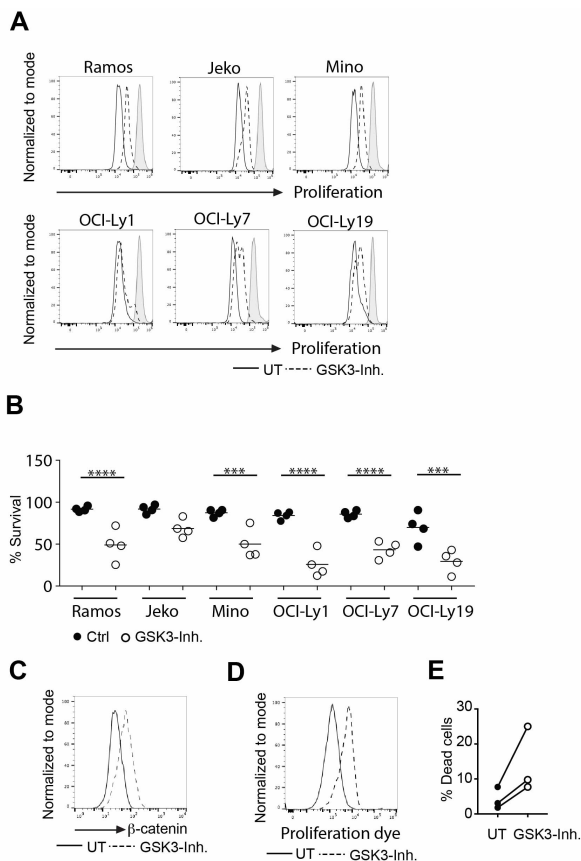 A
Ramos Jeko Mino
Normalized to mode
Proliferation
OCI-Ly1 OCI-Ly7 OCI-Ly19
Normalized to mode
Proliferation
UT GSK3-Inh.
B
150
100
50
0
% Survival
**** *** **** **** ***
Ramos Jeko Mino OCI-Ly1 OCI-Ly7 OCI-Ly19
Ctrl GSK3-Inh.
C
Normalized to mode
β-catenin
UT GSK3-Inh.
D
Normalized to mode
Proliferation dye
UT GSK3-Inh.
E
30
20
10
0
% Dead cells
UT GSK3-Inh.